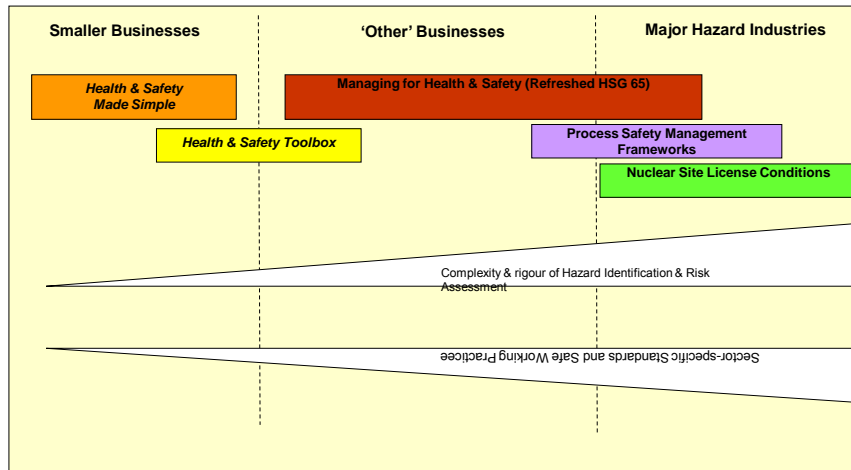 Smaller Businesses
‘Other’ Businesses
Major Hazard Industries
Health & Safety
Made Simple
Managing for Health & Safety (Refreshed HSG 65)
Health & Safety Toolbox
Process Safety Management
Frameworks
Nuclear Site License Conditions
Complexity & rigour of Hazard Identification & Risk
Assessment
Sector-specific Standards and Safe Working Practicee